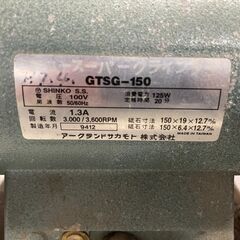 GTSG-150
SHINKO S.S.
電圧 100V
消費電力 125W
周波数 50/60Hz
定格時間 20分
電流 1.3A
回転数 3,000/3,600RPM
砥石寸法 150×19×12.7%
製造年月 9412
砥石寸法 150×6.4×12.7%
アークランドサカモト株式会社
MADE IN TAIWAN